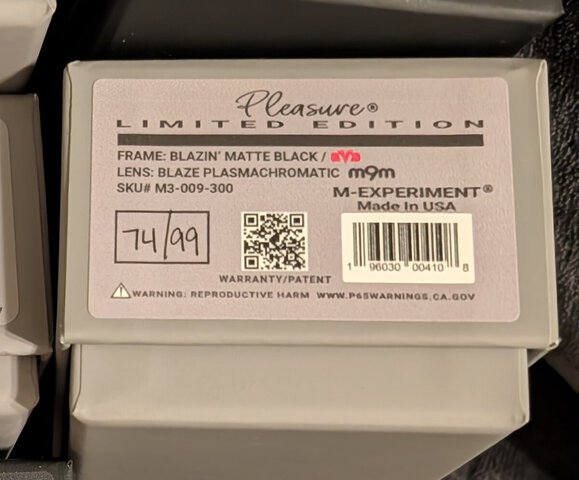 Pleasure®
LIMITED EDITION
FRAME: BLAZIN' MATTE BLACK /
LENS: BLAZE PLASMACHROMATIC m9m
SKU# M3-009-300
M-EXPERIMENT®
Made In USA
74/99
1 96030 00410 8
WARRANTY/PATENT
WARNING: REPRODUCTIVE HARM WWW.P65WARNINGS.CA.GOV